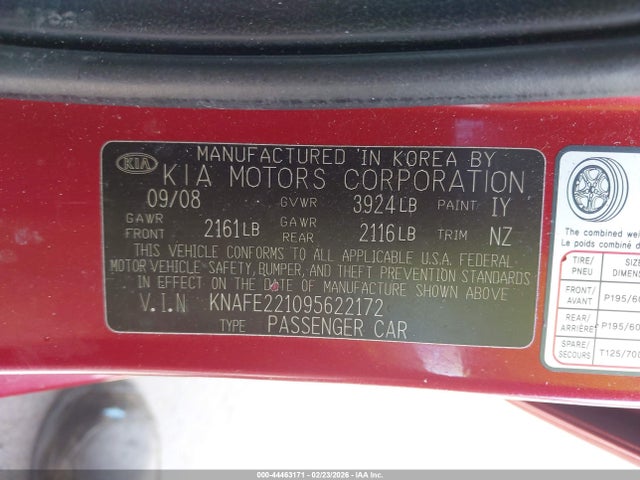 KIA
MANUFACTURED IN KOREA BY
KIA MOTORS CORPORATION
09/08 GVWR 3924LB PAINT IY
GAWR FRONT 2161LB GAWR REAR 2116LB TRIM NZ
THIS VEHICLE CONFORMS TO ALL APPLICABLE U.S.A. FEDERAL
MOTOR VEHICLE SAFETY, BUMPER, AND THEFT PREVENTION STANDARDS
IN EFFECT ON THE DATE OF MANUFACTURE SHOWN ABOVE
V.I.N KNAFE221095622172
TYPE PASSENGER CAR
The combined wei
Le poids combiné d
TIRE/PNEU SIZE DIMENS
FRONT/AVANT P195/60
REAR/ARRIÈRE P195/60
SPARE/SECOURS T125/70D
000-44463171 - 02/23/2026 - IAA Inc.